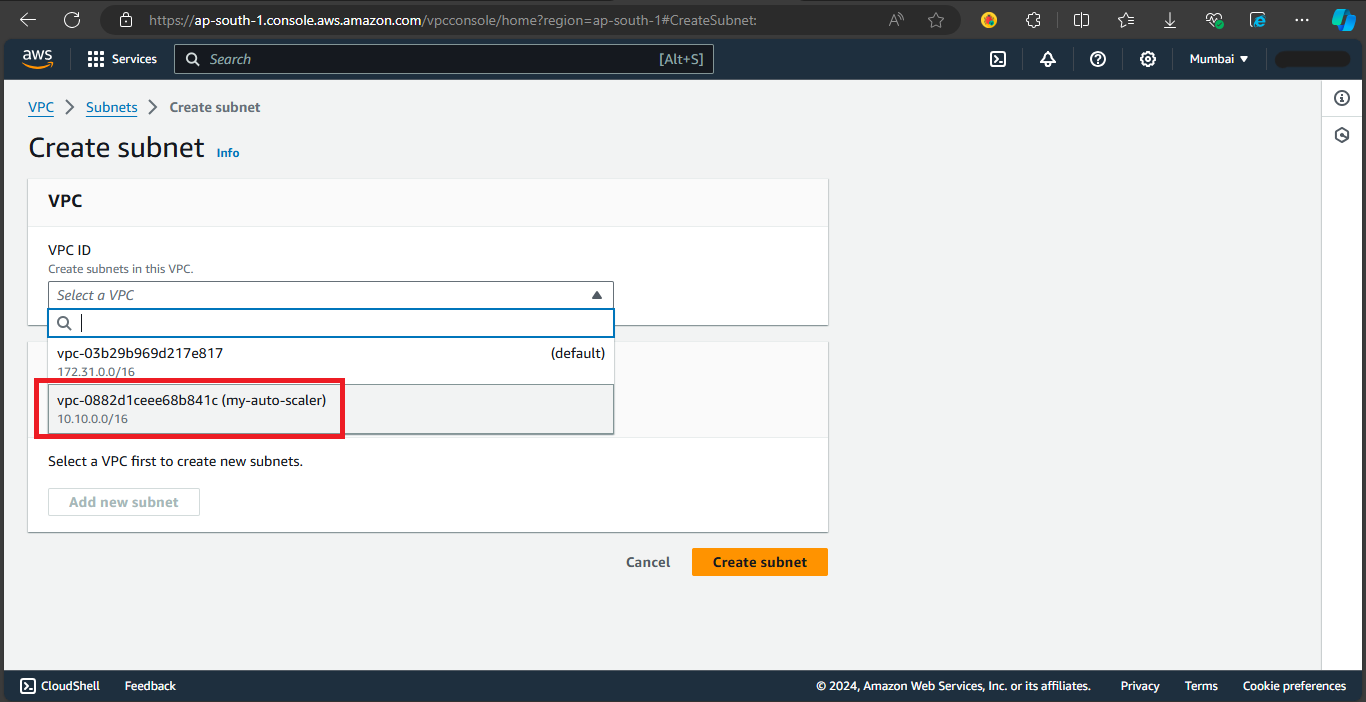 https://ap-south-1.console.aws.amazon.com/vpcconsole/home?region=ap-south-1#CreateSubnet:
aws Services Search [Alt+S] Mumbai
VPC Subnets Create subnet
Create subnet Info
VPC
VPC ID
Create subnets in this VPC.
Select a VPC
vpc-03b29b969d217e817 (default)
172.31.0.0/16
vpc-0882d1ceee68b841c (my-auto-scaler)
10.10.0.0/16
Select a VPC first to create new subnets.
Add new subnet
Cancel Create subnet
CloudShell Feedback © 2024, Amazon Web Services, Inc. or its affiliates. Privacy Terms Cookie preferences